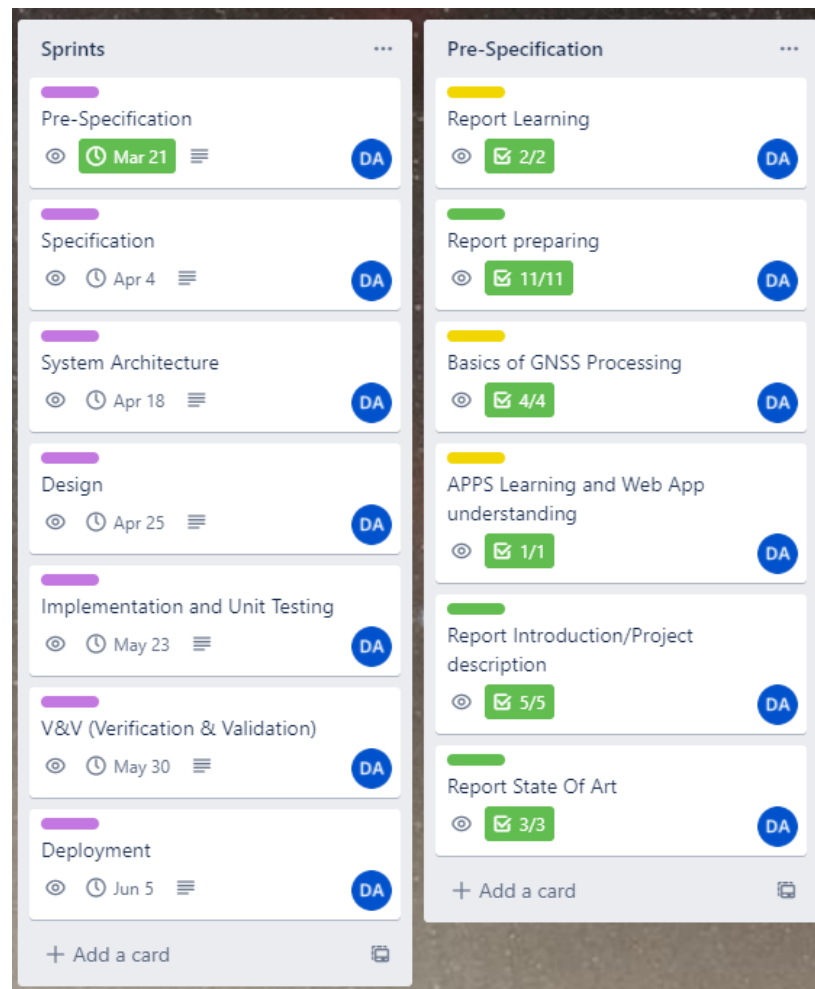 Sprints
Pre-Specification
Mar 21
DA
Specification
Apr 4
DA
System Architecture
Apr 18
DA
Design
Apr 25
DA
Implementation and Unit Testing
May 23
DA
V&V (Verification & Validation)
May 30
DA
Deployment
Jun 5
DA
+ Add a card
Pre-Specification
Report Learning
2/2
DA
Report preparing
11/11
DA
Basics of GNSS Processing
4/4
DA
APPS Learning and Web App
understanding
1/1
DA
Report Introduction/Project
description
5/5
DA
Report State Of Art
3/3
DA
+ Add a card